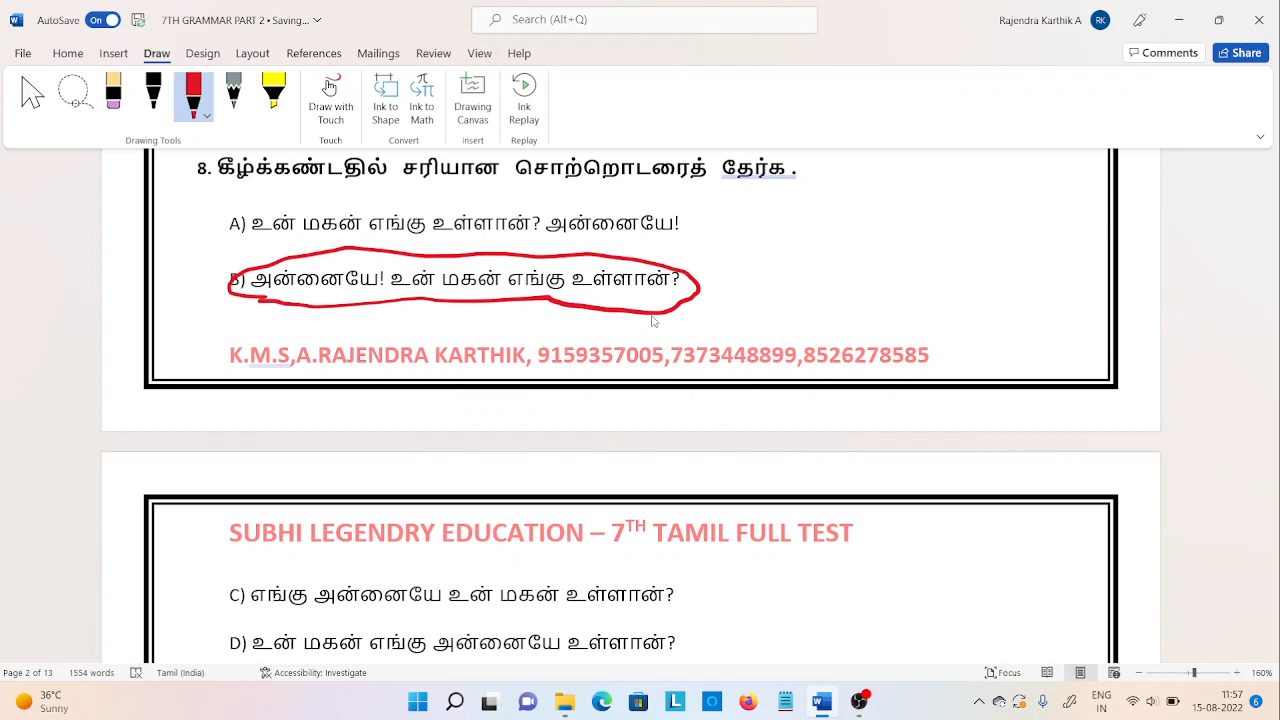 AutoSave On 7TH GRAMMAR PART 1 - Saved Search (Alt+Q) Rajendra Karthik A RK
File Home Insert Draw Design Layout References Mailings Review View Help Comments Share
Draw with Touch
Ink to Shape
Ink to Math
Drawing Canvas
Ink Replay
Drawing Tools Touch Convert Insert Replay
8. கீழ்க்கண்டதில் சரியான சொற்றொடரைத் தேர்க .
A) உன் மகன் எங்கு உள்ளான்? அன்னையே!
B) அன்னையே! உன் மகன் எங்கு உள்ளான்?
K.M.S,A.RAJENDRA KARTHIK, 9159357005,7373448899,8526278585
SUBHI LEGENDRY EDUCATION – 7TH TAMIL FULL TEST
C) எங்கு அன்னையே உன் மகன் உள்ளான்?
D) உன் மகன் எங்கு அன்னையே உள்ளான்?
Page 2 of 13 1554 words Tamil (India) Accessibility: Investigate Focus 160%
36°C
Sunny
ENG
IN
11:57
15-08-2022
6